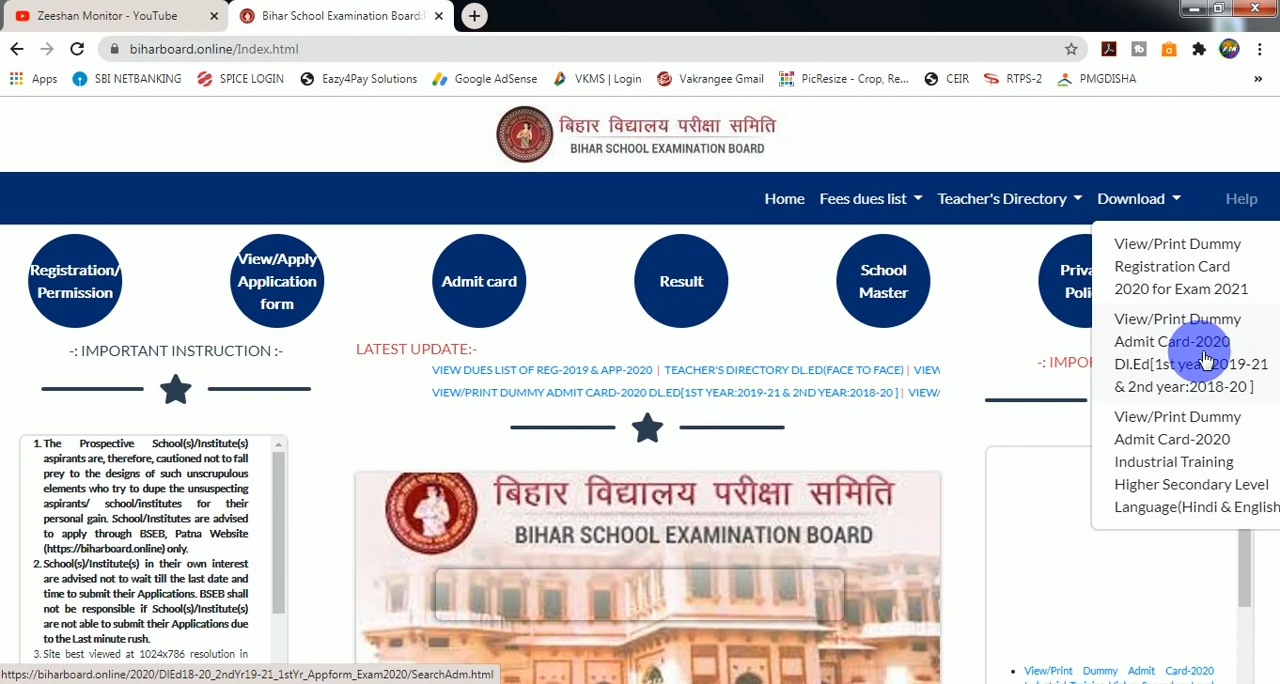 Zeeshan Monitor - YouTube
Bihar School Examination Board:
biharboard.online/Index.html
Apps SBI NETBANKING SPICE LOGIN Easy4Pay Solutions Google AdSense VKMS | Login Vakrangee Gmail PicResize - Crop, Re... CEIR RTPS-2 PMGDISHA »
बिहार विद्यालय परीक्षा समिति
BIHAR SCHOOL EXAMINATION BOARD
Home Fees dues list Teacher's Directory Download Help
Registration/
Permission
View/Apply
Application
form
Admit card
Result
School
Master
View/Print Dummy
Registration Card
2020 for Exam 2021
View/Print Dummy
Admit Card-2020
Dl.Ed[1st year:2019-21
& 2nd year:2018-20 ]
View/Print Dummy
Admit Card-2020
Industrial Training
Higher Secondary Level
Language(Hindi & English
-: IMPORTANT INSTRUCTION :-
LATEST UPDATE:-
VIEW DUES LIST OF REG-2019 & APP-2020 | TEACHER'S DIRECTORY DL.ED(FACE TO FACE) | VIEW
VIEW/PRINT DUMMY ADMIT CARD-2020 DL.ED[1ST YEAR:2019-21 & 2ND YEAR:2018-20 ] | VIEW/
1. The Prospective School(s)/Institute(s)
aspirants are, therefore, cautioned not to fall
prey to the designs of such unscrupulous
elements who try to dupe the unsuspecting
aspirants/ school/institutes for their
personal gain. School/Institutes are advised
to apply through BSEB, Patna Website
(https://biharboard.online) only.
2. School(s)/Institute(s) in their own interest
are advised not to wait till the last date and
time to submit their Applications. BSEB shall
not be responsible if School(s)/Institute(s)
are not able to submit their Applications due
to the Last minute rush.
3. Site best viewed at 1024x786 resolution in
बिहार विद्यालय परीक्षा समिति
BIHAR SCHOOL EXAMINATION BOARD
View/Print Dummy Admit Card-2020
https://biharboard.online/2020/DlEd18-20_2ndYr19-21_1stYr_Appform_Exam2020/SearchAdm.html